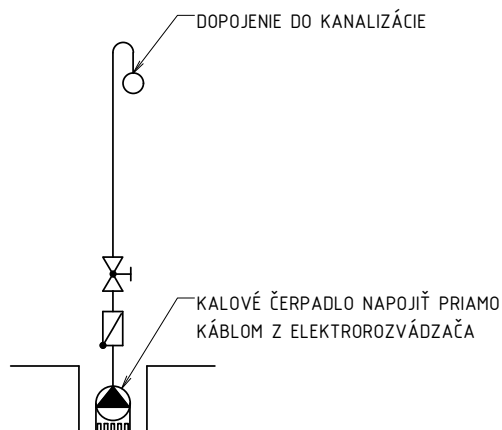 DOPOJENIE DO KANALIZÁCIE
KALOVÉ ČERPADLO NAPOJIŤ PRIAMO
KÁBLOM Z ELEKTROROZVÁDZAČA